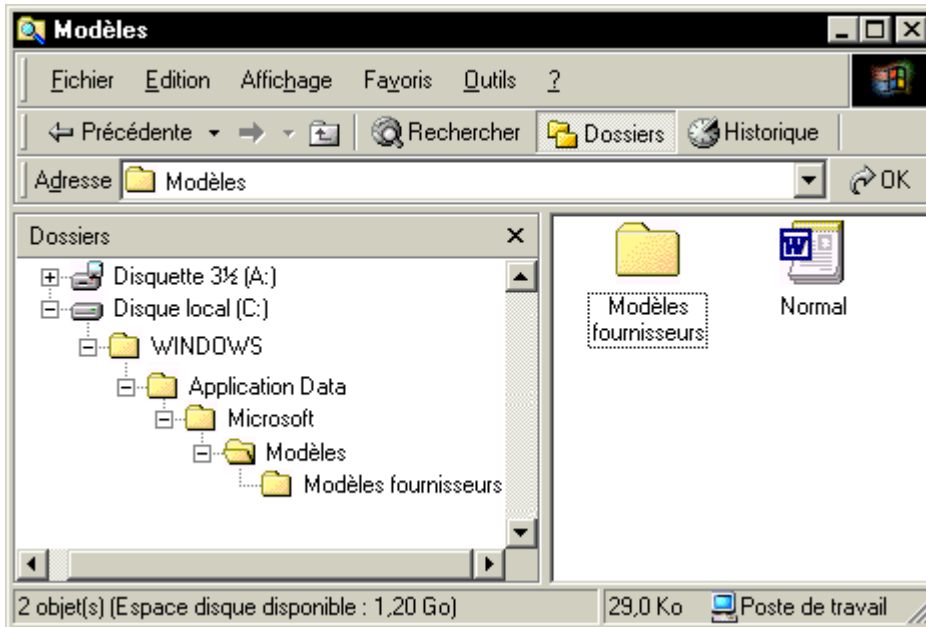 Modèles
Fichier Edition Affichage Favoris Outils ?
Précédente Rechercher Dossiers Historique
Adresse Modèles OK
Dossiers
Disquette 3½ (A:)
Disque local (C:)
WINDOWS
Application Data
Microsoft
Modèles
Modèles fournisseurs
Modèles
fournisseurs
Normal
2 objet(s) (Espace disque disponible : 1,20 Go) 29,0 Ko Poste de travail